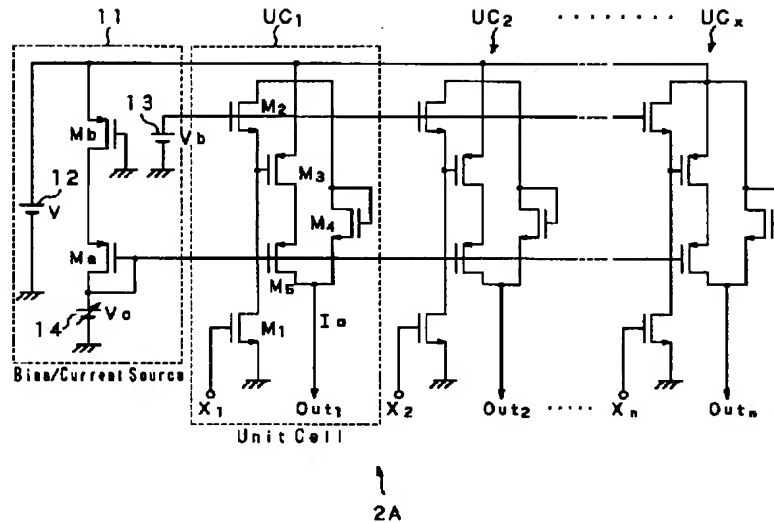 11 UC1 UC2 ········ UCx
13
Mb Vb M2
12
V M3
M4
Ma
M5
Va Io
14 M1
Bias/Current Source
X1 Out1 X2 Out2 ····· Xn Outn
Unit Cell
2A